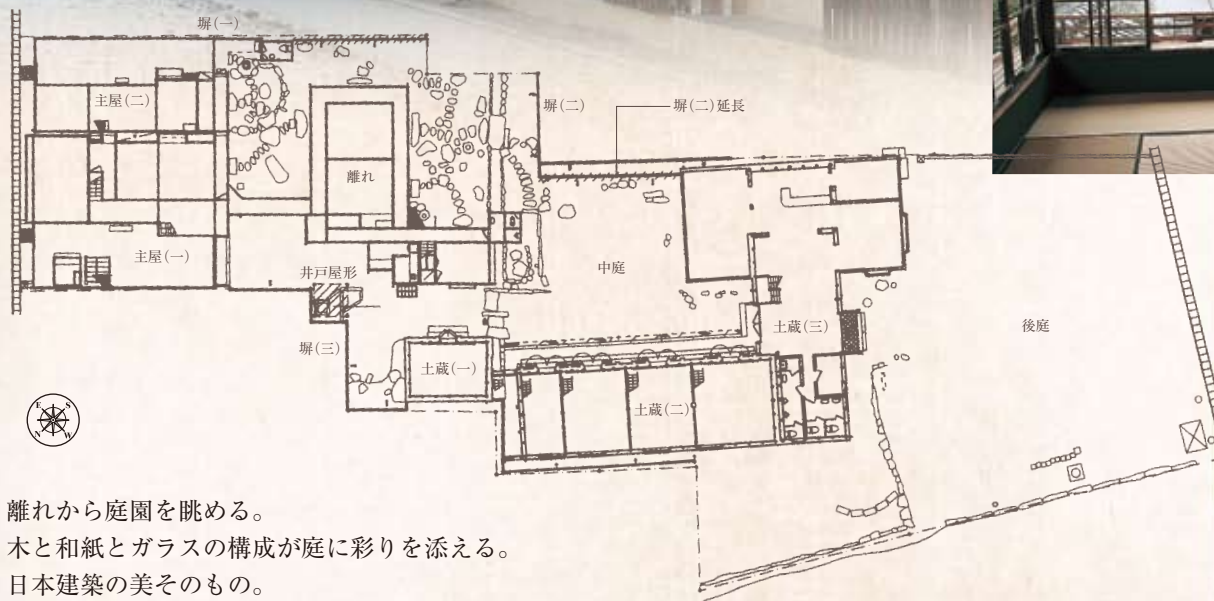 塀(一)
主屋(二)
塀(二)
塀(二)延長
離れ
主屋(一)
井戸屋形
中庭
土蔵(三)
後庭
塀(三)
土蔵(一)
土蔵(二)
E S
N W
離れから庭園を眺める。
木と和紙とガラスの構成が庭に彩りを添える。
日本建築の美そのもの。